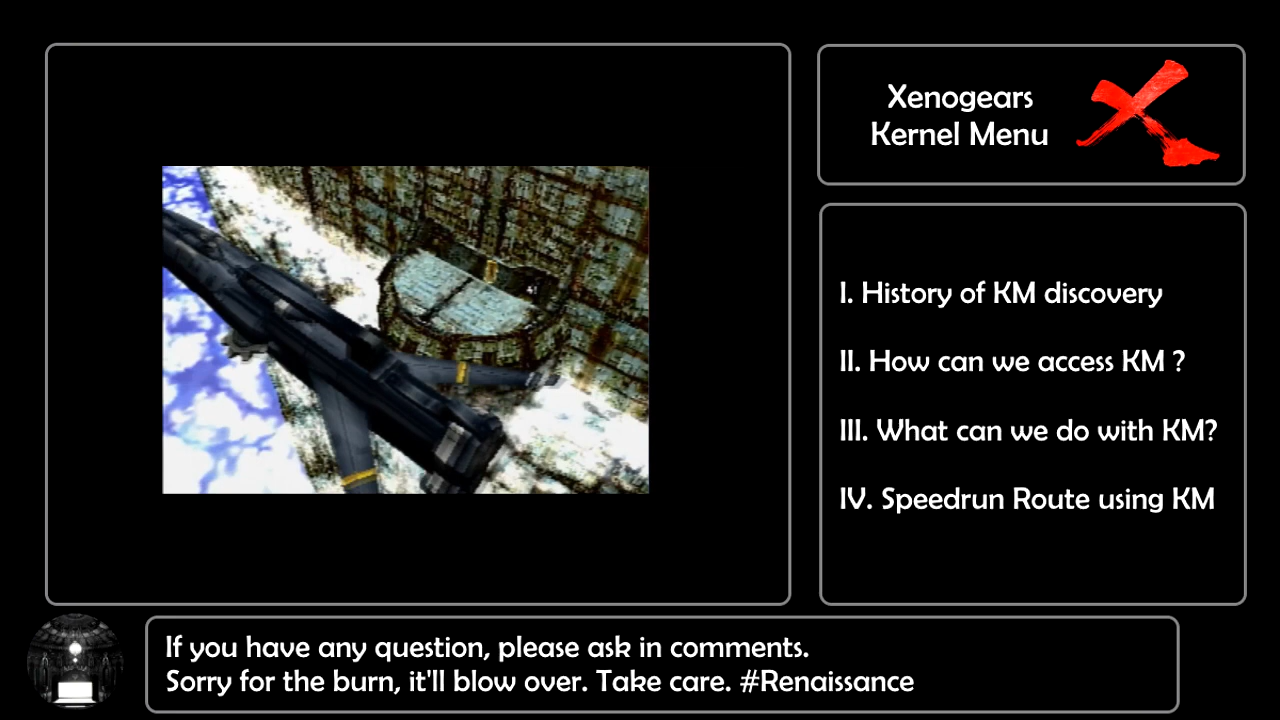 Xenogears
Kernel Menu
I. History of KM discovery
II. How can we access KM ?
III. What can we do with KM?
IV. Speedrun Route using KM
If you have any question, please ask in comments.
Sorry for the burn, it'll blow over. Take care. #Renaissance